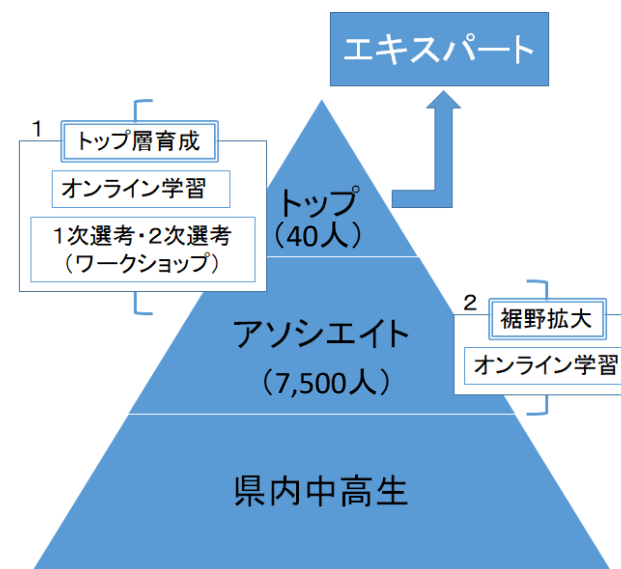 エキスパート
1
トップ層育成
オンライン学習
1次選考・2次選考
（ワークショップ）
トップ
（40人）
アソシエイト
（7,500人）
2
裾野拡大
オンライン学習
県内中高生